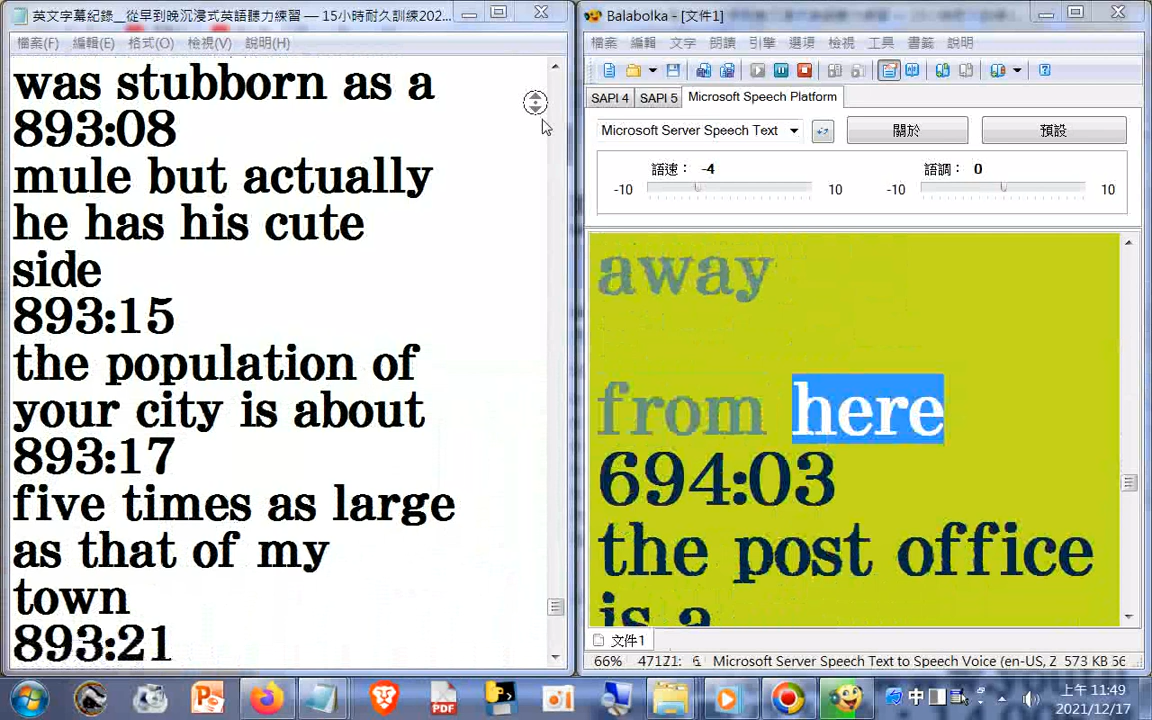 英文字幕紀錄__從早到晚沉浸式英語聽力練習 — 15小時耐久訓練202...
檔案(F) 編輯(E) 格式(O) 檢視(V) 說明(H)
was stubborn as a
893:08
mule but actually
he has his cute
side
893:15
the population of
your city is about
893:17
five times as large
as that of my
town
893:21
Balabolka - [文件1]
檔案 編輯 文字 朗讀 引擎 選項 檢視 工具 書籤 說明
SAPI 4 SAPI 5 Microsoft Speech Platform
Microsoft Server Speech Text 關於 預設
語速： -4 語調： 0
-10 10 -10 10
away
from here
694:03
the post office
is a
文件1
66% Microsoft Server Speech Text to Speech Voice (en-US, Z 573 KB
中 上午 11:49
2021/12/17